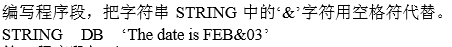 编写程序段，把字符串 STRING 中的‘&’字符用空格符代替。
STRING DB ‘The date is FEB&03’